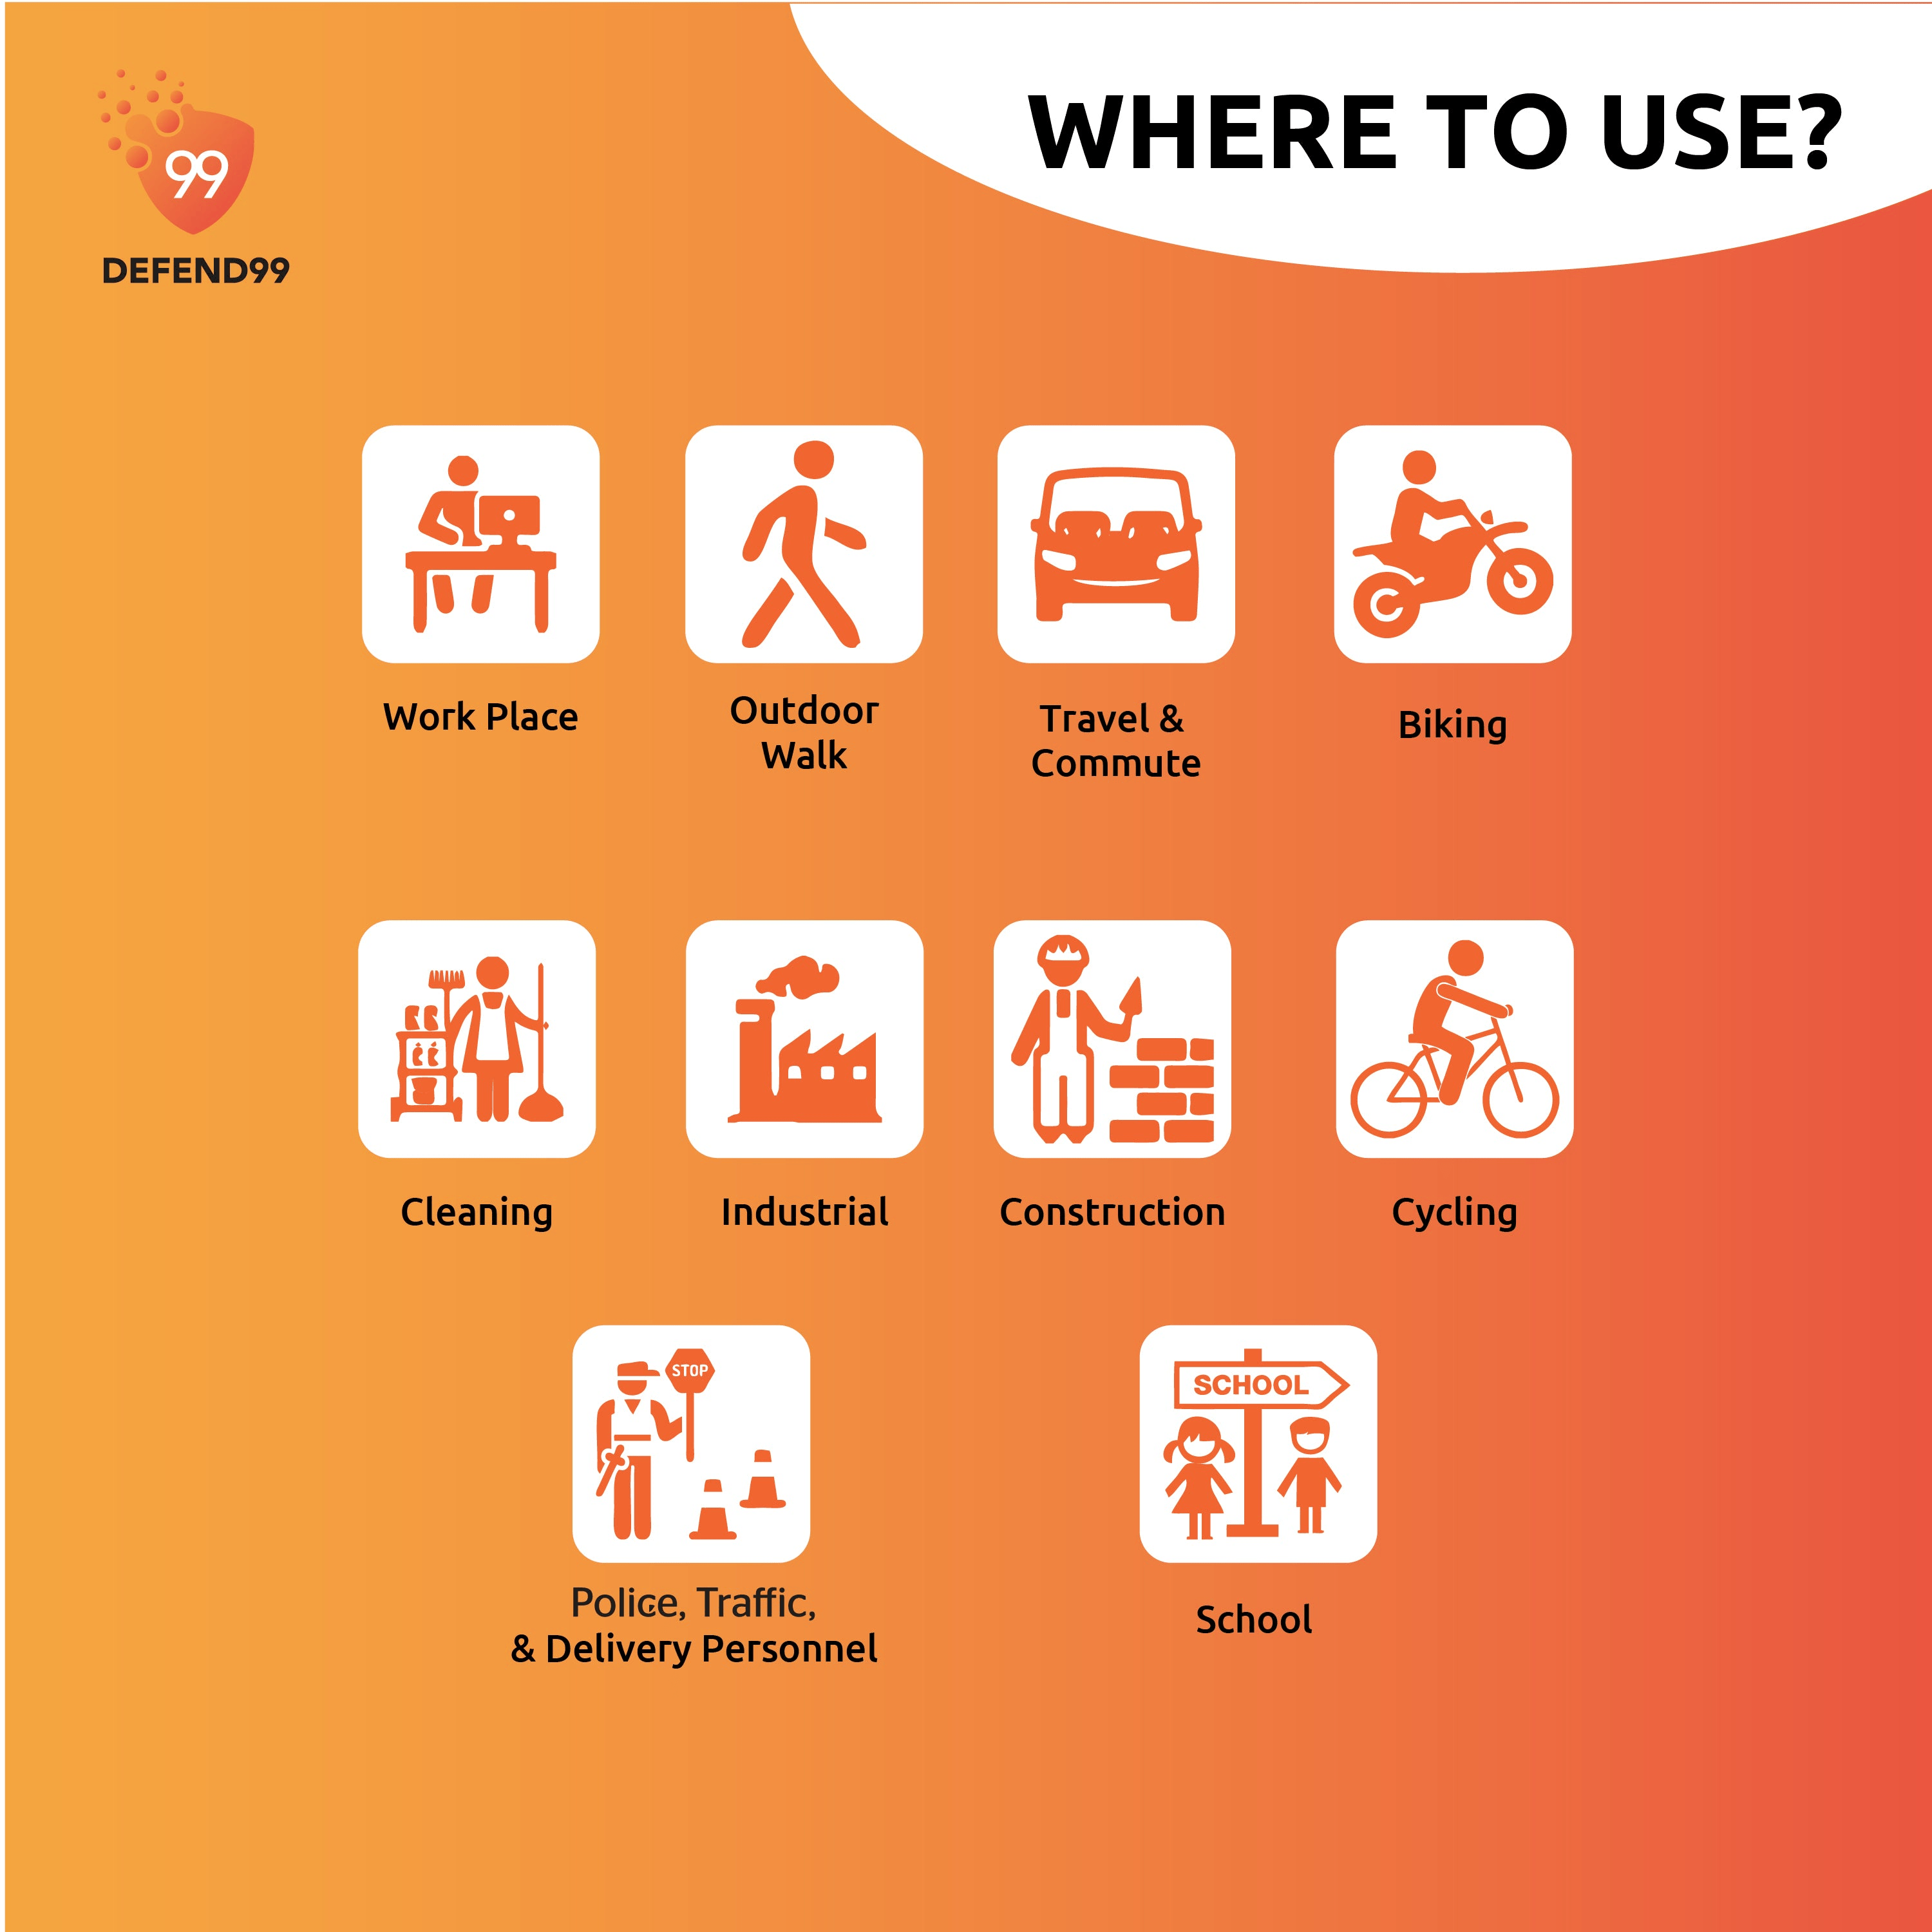 WHERE TO USE?
99
DEFEND99
Work Place
Outdoor
Walk
Travel &
Commute
Biking
Cleaning
Industrial
Construction
Cycling
STOP
Police, Traffic,
& Delivery Personnel
SCHOOL
School